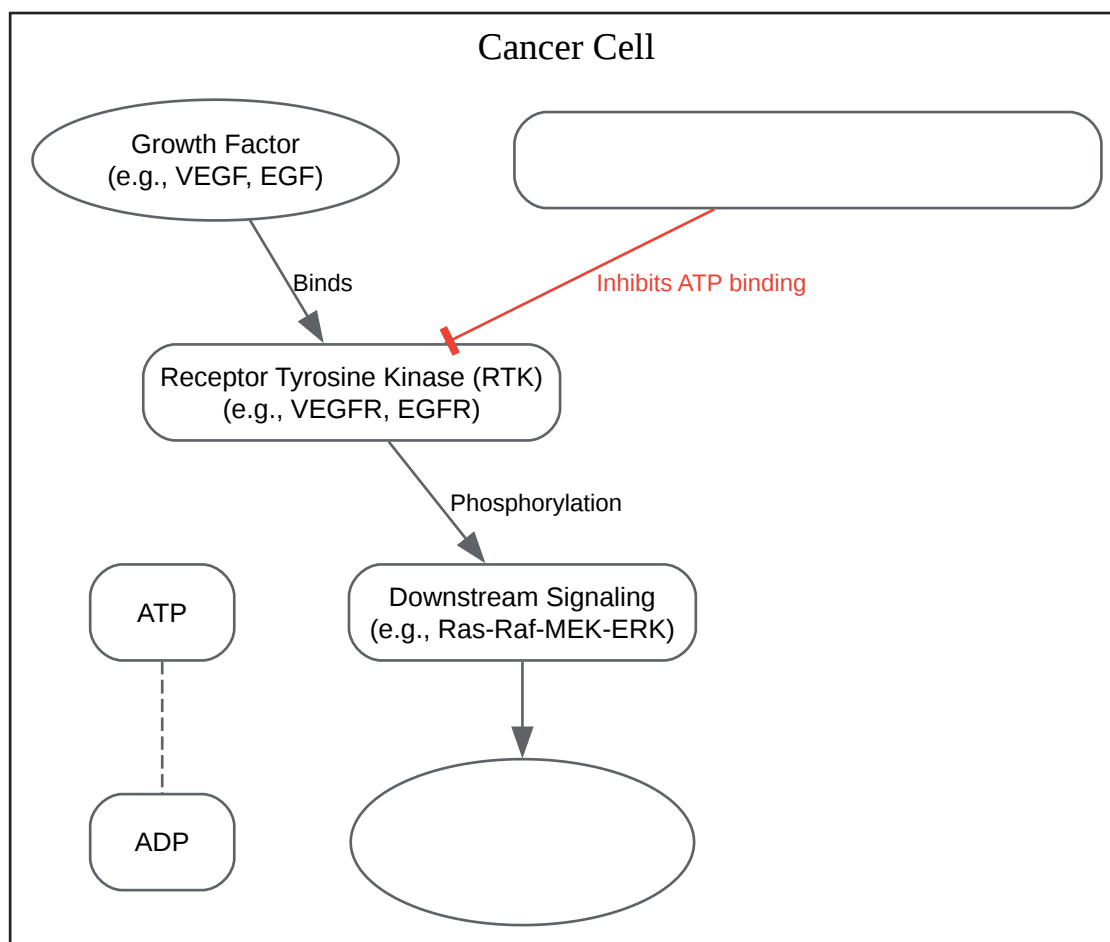 Cancer Cell
Growth Factor
(e.g., VEGF, EGF)
Binds
Inhibits ATP binding
Receptor Tyrosine Kinase (RTK)
(e.g., VEGFR, EGFR)
Phosphorylation
ATP
Downstream Signaling
(e.g., Ras-Raf-MEK-ERK)
ADP